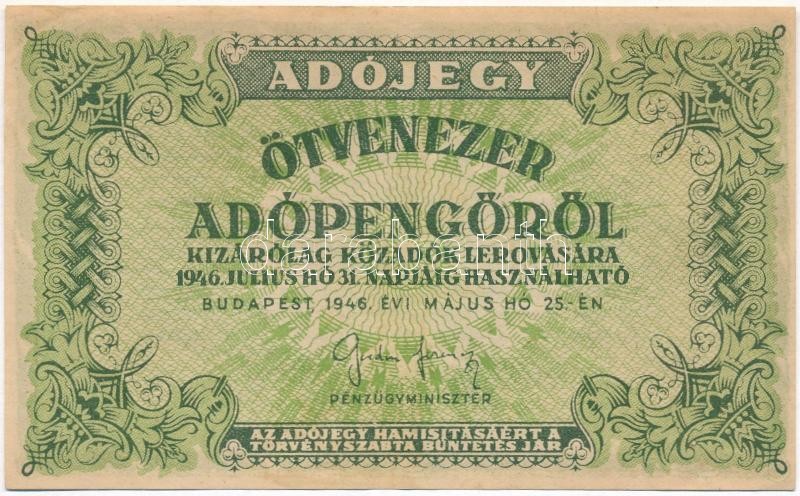 ADÓJEGY
ÖTVENEZER
ADÓPENGŐRŐL
KIZÁRÓLAG KÖZADÓK LEROVÁSÁRA
1946. JULIUS HÓ 31. NAPJÁIG HASZNÁLHATÓ
BUDAPEST, 1946. ÉVI MÁJUS HÓ 25.-ÉN
PÉNZÜGYMINISZTER
AZ ADÓJEGY HAMISÍTÁSÁÉRT A
TÖRVÉNYSZABTA BÜNTETÉS JÁR